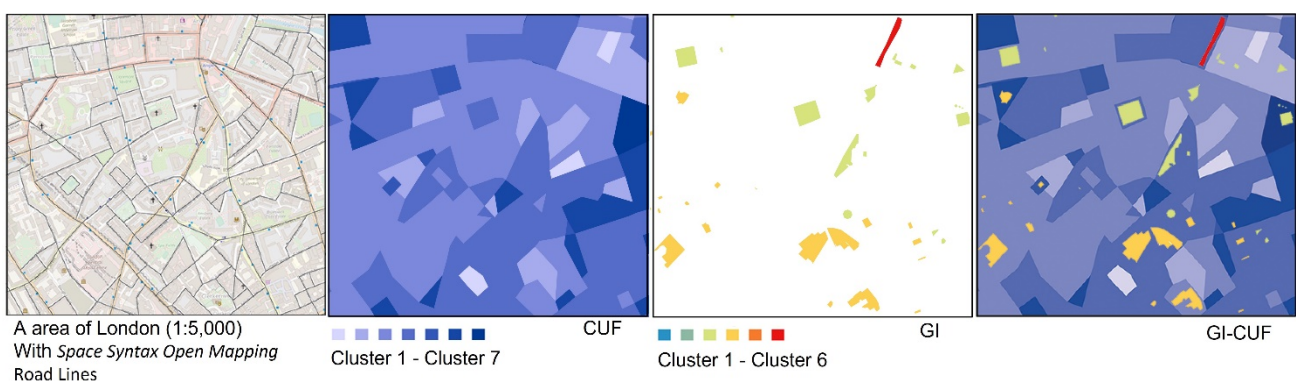 A area of London (1:5,000)
With Space Syntax Open Mapping
Road Lines
CUF
Cluster 1 - Cluster 7
GI
Cluster 1 - Cluster 6
GI-CUF